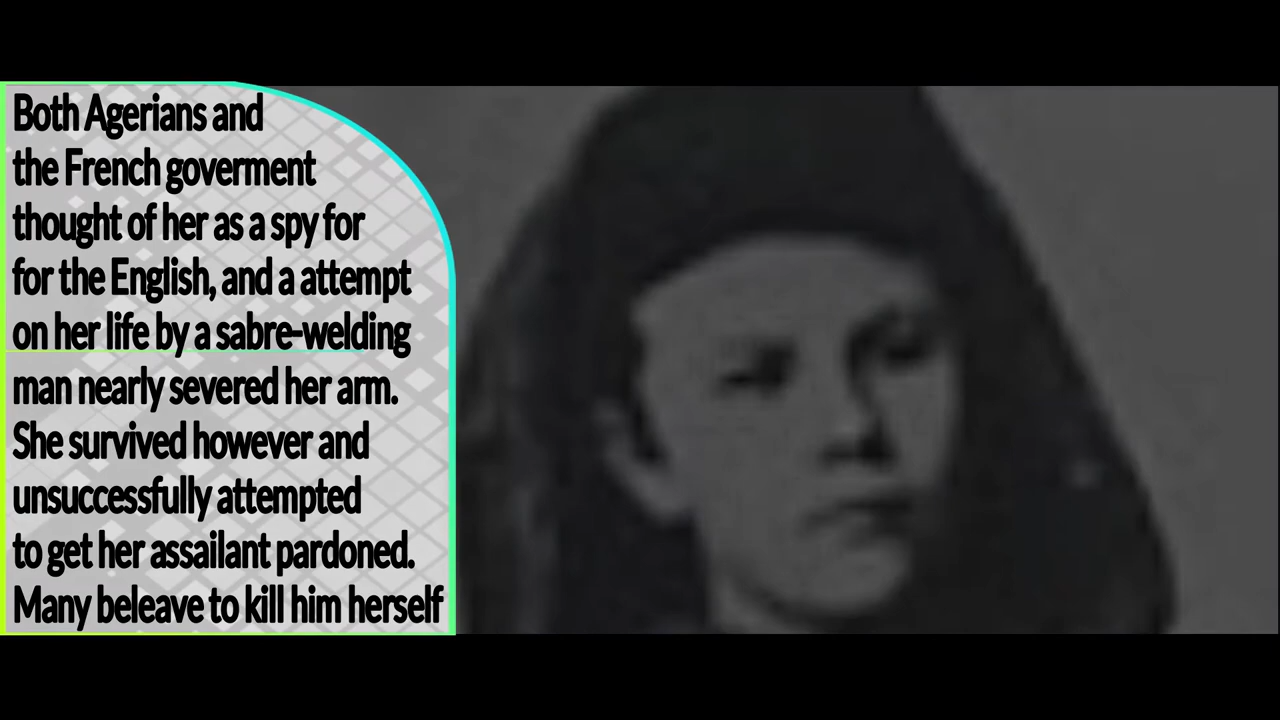 Both Agerians and
the French goverment
thought of her as a spy for
for the English, and a attempt
on her life by a sabre-welding
man nearly severed her arm.
She survived however and
unsuccessfully attempted
to get her assailant pardoned.
Many beleave to kill him herself